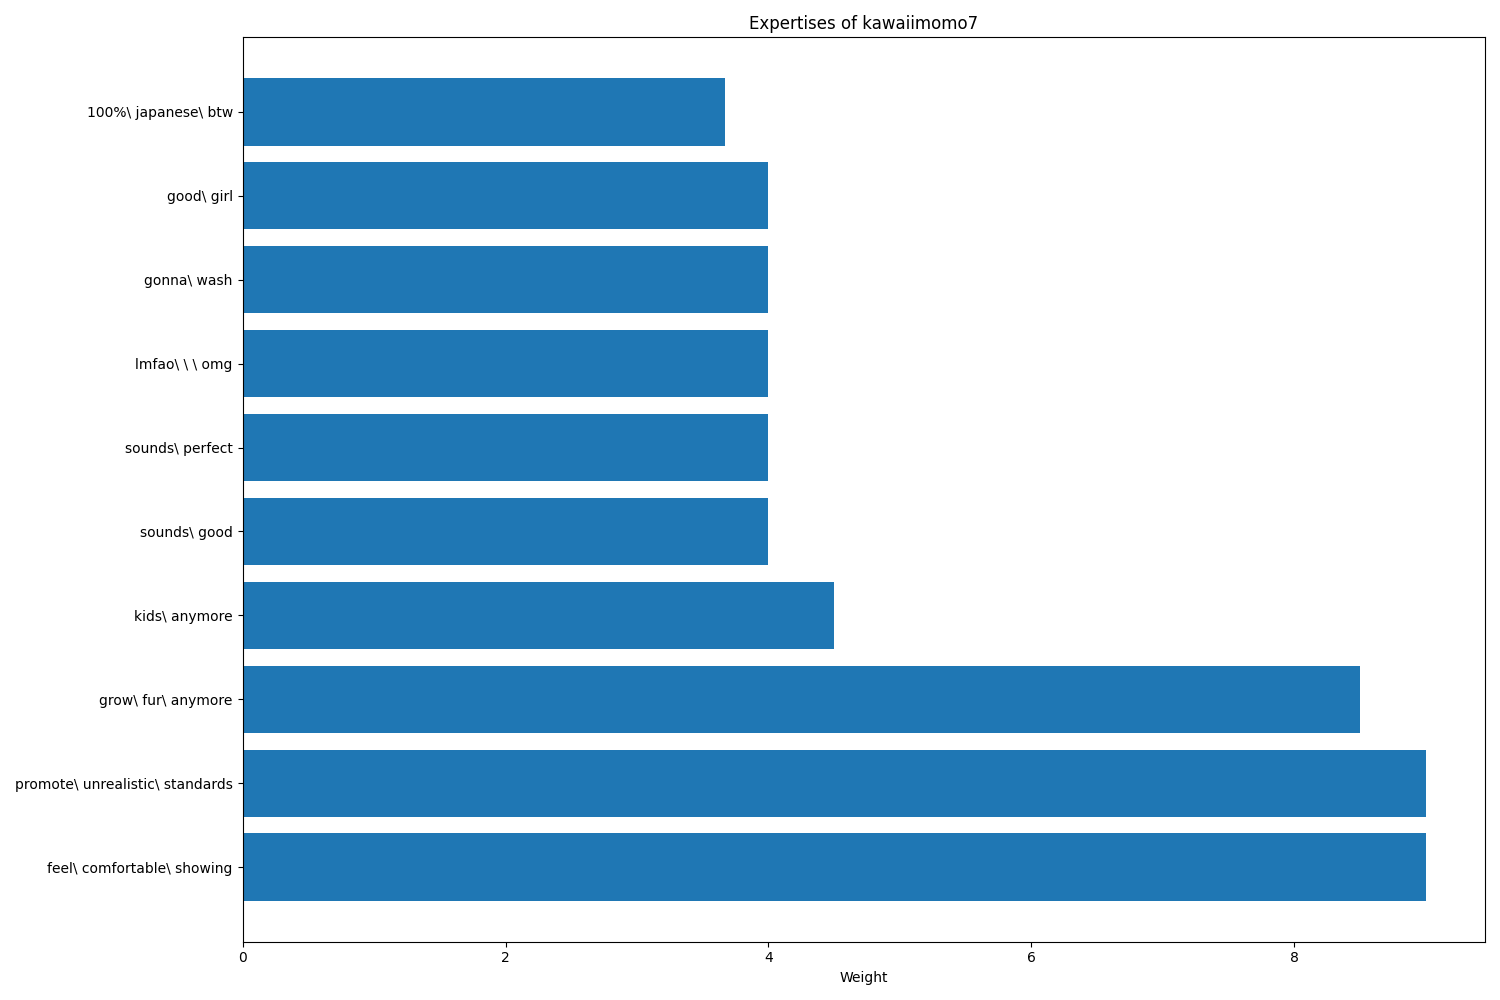 Expertises of kawaiimomo7
100%\ japanese\ btw
good\ girl
gonna\ wash
lmfao\ \ \ omg
sounds\ perfect
sounds\ good
kids\ anymore
grow\ fur\ anymore
promote\ unrealistic\ standards
feel\ comfortable\ showing
0 2 4 6 8
Weight